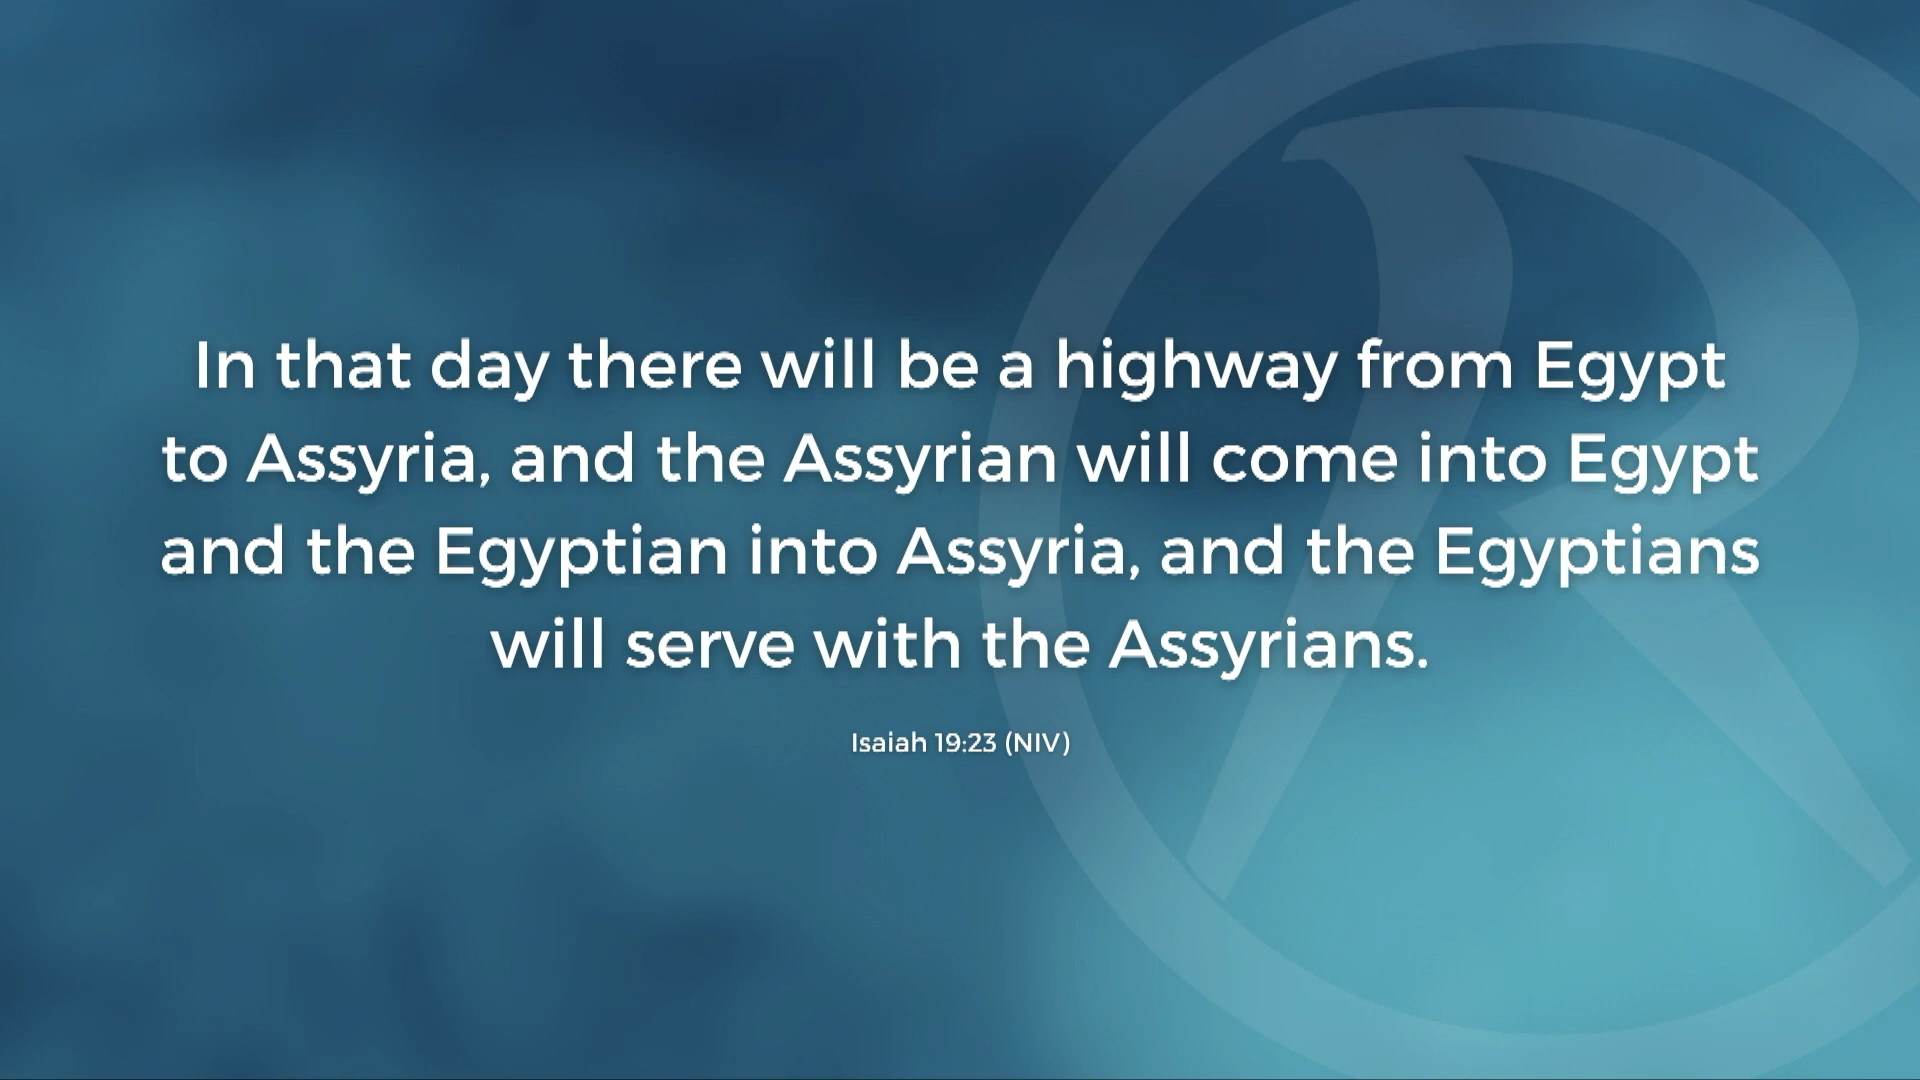 In that day there will be a highway from Egypt
to Assyria, and the Assyrian will come into Egypt
and the Egyptian into Assyria, and the Egyptians
will serve with the Assyrians.
Isaiah 19:23 (NIV)
R